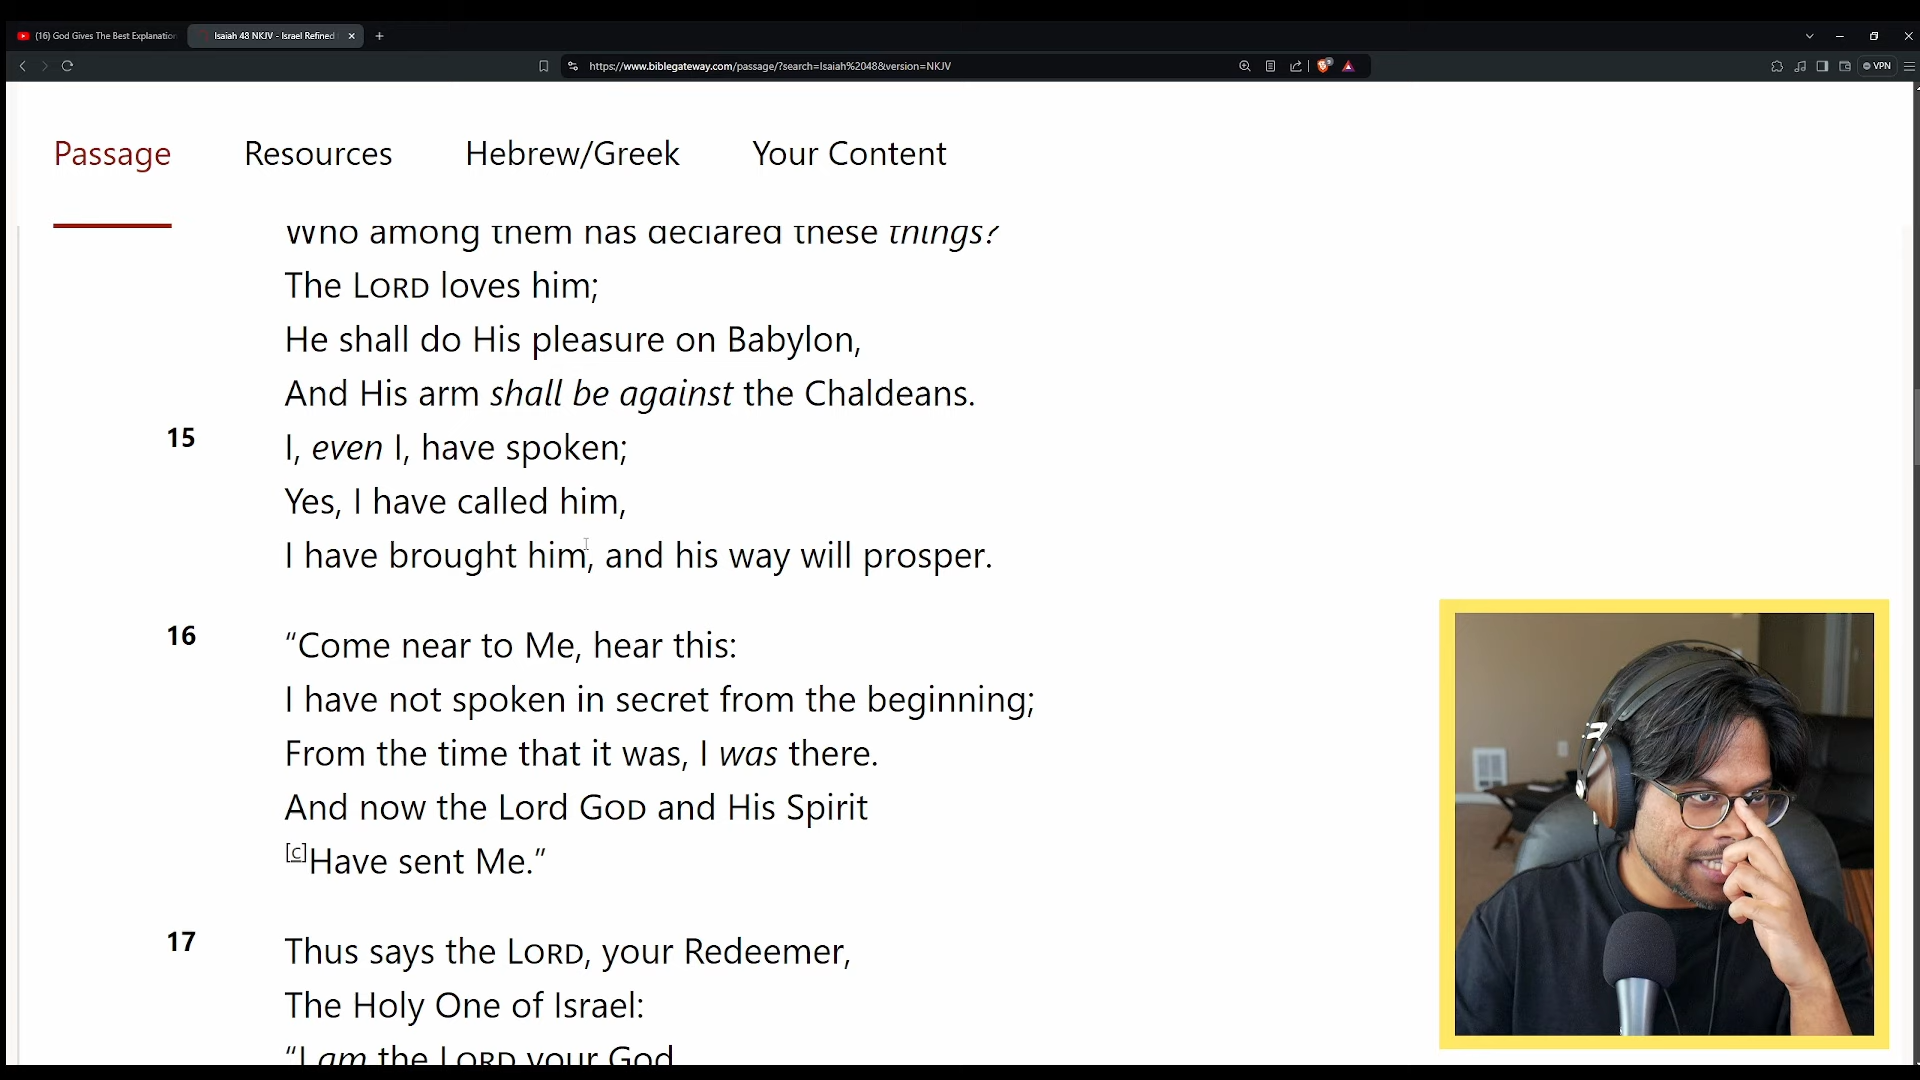 (16) God Gives The Best Explanation
Isaiah 48 NKJV - Israel Refined
https://www.biblegateway.com/passage/?search=Isaiah%2048&version=NKJV
VPN
Passage
Resources
Hebrew/Greek
Your Content
Who among them has declared these things?
The LORD loves him;
He shall do His pleasure on Babylon,
And His arm shall be against the Chaldeans.
15 I, even I, have spoken;
Yes, I have called him,
I have brought him, and his way will prosper.
16 “Come near to Me, hear this:
I have not spoken in secret from the beginning;
From the time that it was, I was there.
And now the Lord GOD and His Spirit
[c]Have sent Me.”
17 Thus says the LORD, your Redeemer,
The Holy One of Israel:
“I am the LORD your God